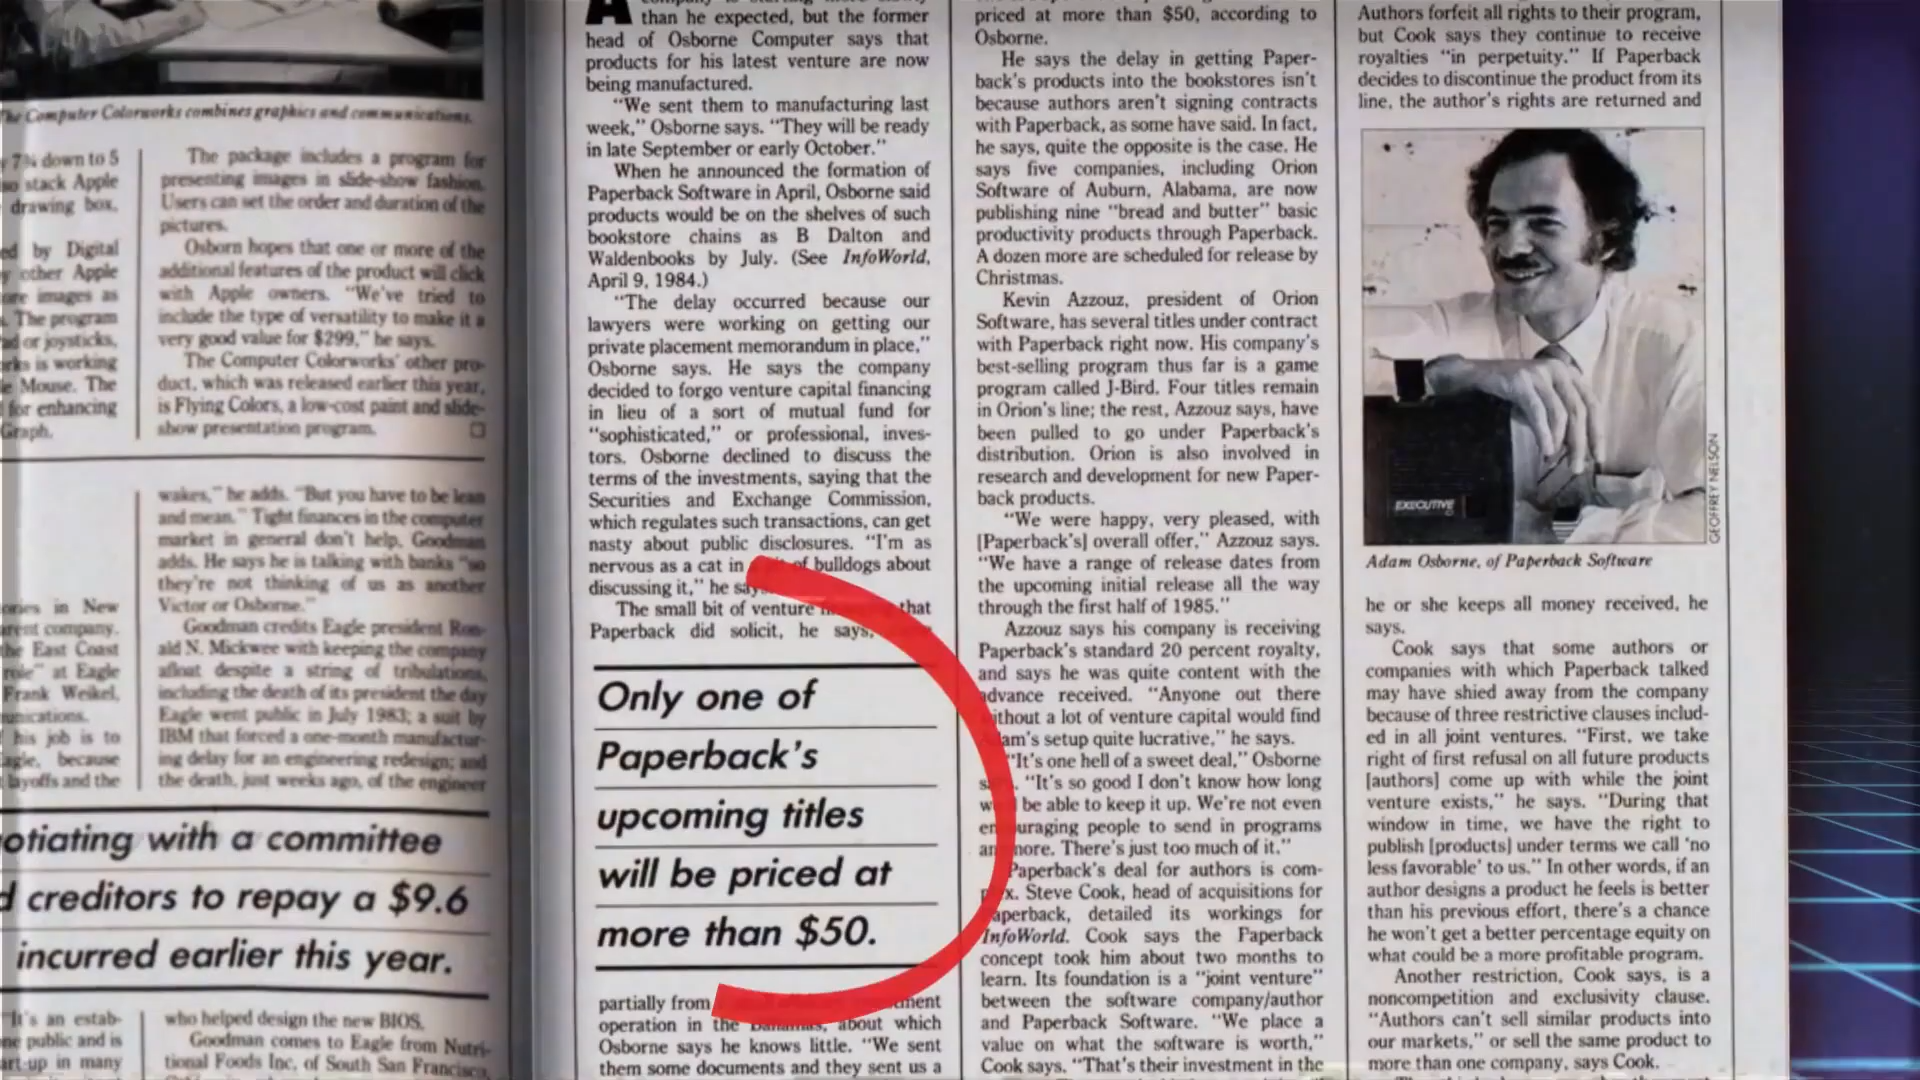 The Computer Colorworks combines graphics and communications.
7¾ down to 5
so stack Apple
drawing box,
ed by Digital
other Apple
images as
The program
or joysticks,
is working
Mouse. The
for enhancing
Graph.
The package includes a program for
presenting images in slide-show fashion.
Users can set the order and duration of the
pictures.
Osborn hopes that one or more of the
additional features of the product will click
with Apple owners. "We've tried to
include the type of versatility to make it a
very good value for $299," he says.
The Computer Colorworks' other pro-
duct, which was released earlier this year,
is Flying Colors, a low-cost paint and slide-
show presentation program.
in New
parent company.
the East Coast
role" at Eagle
Frank Weikel,
his job is to
because
layoffs and the
wakes," he adds. "But you have to be lean
and mean." Tight finances in the computer
market in general don't help, Goodman
adds. He says he is talking with banks "so
they're not thinking of us as another
Victor or Osborne."
Goodman credits Eagle president Ron-
ald N. Mickwee with keeping the company
afloat despite a string of tribulations,
including the death of its president the day
Eagle went public in July 1983; a suit by
IBM that forced a one-month manufactur-
ing delay for an engineering redesign; and
the death, just weeks ago, of the engineer
otiating with a committee
d creditors to repay a $9.6
incurred earlier this year.
"It's an estab-
public and is
start-up in many
who helped design the new BIOS.
Goodman comes to Eagle from Nutri-
tional Foods Inc. of South San Francisco,
A
than he expected, but the former
head of Osborne Computer says that
products for his latest venture are now
being manufactured.
"We sent them to manufacturing last
week," Osborne says. "They will be ready
in late September or early October."
When he announced the formation of
Paperback Software in April, Osborne said
products would be on the shelves of such
bookstore chains as B Dalton and
Waldenbooks by July. (See InfoWorld,
April 9, 1984.)
"The delay occurred because our
lawyers were working on getting our
private placement memorandum in place,"
Osborne says. He says the company
decided to forgo venture capital financing
in lieu of a sort of mutual fund for
"sophisticated," or professional, inves-
tors. Osborne declined to discuss the
terms of the investments, saying that the
Securities and Exchange Commission,
which regulates such transactions, can get
nasty about public disclosures. "I'm as
nervous as a cat in of bulldogs about
discussing it," he says.
The small bit of venture that
Paperback did solicit, he says,
Only one of
Paperback's
upcoming titles
will be priced at
more than $50.
partially from
operation in the Bahamas, about which
Osborne says he knows little. "We sent
them some documents and they sent us a
priced at more than $50, according to
Osborne.
He says the delay in getting Paper-
back's products into the bookstores isn't
because authors aren't signing contracts
with Paperback, as some have said. In fact,
he says, quite the opposite is the case. He
says five companies, including Orion
Software of Auburn, Alabama, are now
publishing nine "bread and butter" basic
productivity products through Paperback.
A dozen more are scheduled for release by
Christmas.
Kevin Azzouz, president of Orion
Software, has several titles under contract
with Paperback right now. His company's
best-selling program thus far is a game
program called J-Bird. Four titles remain
in Orion's line; the rest, Azzouz says, have
been pulled to go under Paperback's
distribution. Orion is also involved in
research and development for new Paper-
back products.
"We were happy, very pleased, with
[Paperback's] overall offer," Azzouz says.
"We have a range of release dates from
the upcoming initial release all the way
through the first half of 1985."
Azzouz says his company is receiving
Paperback's standard 20 percent royalty,
and says he was quite content with the
advance received. "Anyone out there
without a lot of venture capital would find
Adam's setup quite lucrative," he says.
"It's one hell of a sweet deal," Osborne
says. "It's so good I don't know how long
we'll be able to keep it up. We're not even
encouraging people to send in programs
anymore. There's just too much of it."
Paperback's deal for authors is com-
plex. Steve Cook, head of acquisitions for
Paperback, detailed its workings for
InfoWorld. Cook says the Paperback
concept took him about two months to
learn. Its foundation is a "joint venture"
between the software company/author
and Paperback Software. "We place a
value on what the software is worth,"
Cook says. "That's their investment in the
Authors forfeit all rights to their program,
but Cook says they continue to receive
royalties "in perpetuity." If Paperback
decides to discontinue the product from its
line, the author's rights are returned and
EXECUTIVE
GEOFFREY NELSON
Adam Osborne, of Paperback Software
he or she keeps all money received, he
says.
Cook says that some authors or
companies with which Paperback talked
may have shied away from the company
because of three restrictive clauses includ-
ed in all joint ventures. "First, we take
right of first refusal on all future products
[authors] come up with while the joint
venture exists," he says. "During that
window in time, we have the right to
publish [products] under terms we call 'no
less favorable' to us." In other words, if an
author designs a product he feels is better
than his previous effort, there's a chance
he won't get a better percentage equity on
what could be a more profitable program.
Another restriction, Cook says, is a
noncompetition and exclusivity clause.
"Authors can't sell similar products into
our markets," or sell the same product to
more than one company, says Cook.